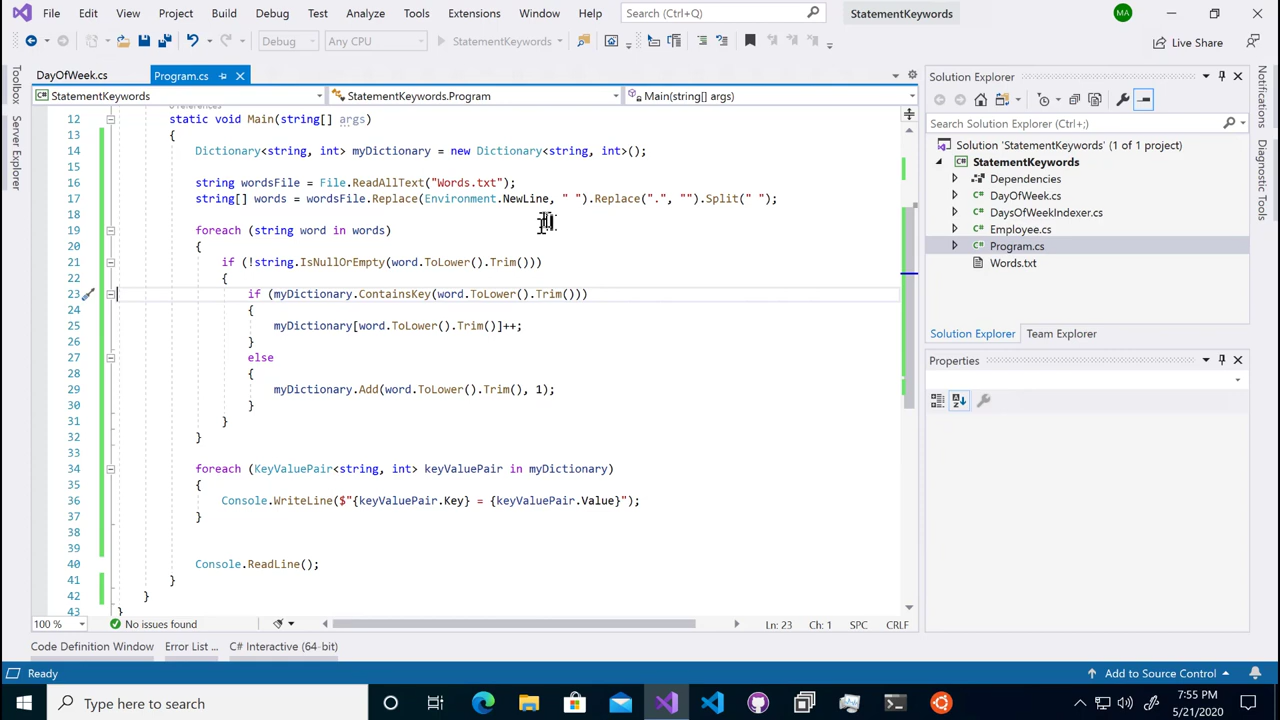 File Edit View Project Build Debug Test Analyze Tools Extensions Window Help Search (Ctrl+Q) StatementKeywords MA
Debug Any CPU StatementKeywords Live Share
DayOfWeek.cs Program.cs
StatementKeywords StatementKeywords.Program Main(string[] args)
Toolbox
Server Explorer
12 static void Main(string[] args)
13 {
14 Dictionary<string, int> myDictionary = new Dictionary<string, int>();
15
16 string wordsFile = File.ReadAllText("Words.txt");
17 string[] words = wordsFile.Replace(Environment.NewLine, " ").Replace(".", "").Split(" ");
18
19 foreach (string word in words)
20 {
21 if (!string.IsNullOrEmpty(word.ToLower().Trim()))
22 {
23 if (myDictionary.ContainsKey(word.ToLower().Trim()))
24 {
25 myDictionary[word.ToLower().Trim()]++;
26 }
27 else
28 {
29 myDictionary.Add(word.ToLower().Trim(), 1);
30 }
31 }
32 }
33
34 foreach (KeyValuePair<string, int> keyValuePair in myDictionary)
35 {
36 Console.WriteLine($"{keyValuePair.Key} = {keyValuePair.Value}");
37 }
38
39
40 Console.ReadLine();
41 }
42 }
43 }
100 % No issues found Ln: 23 Ch: 1 SPC CRLF
Code Definition Window Error List ... C# Interactive (64-bit)
Solution Explorer
Search Solution Explorer (Ctrl+;)
Solution 'StatementKeywords' (1 of 1 project)
StatementKeywords
Dependencies
DayOfWeek.cs
DaysOfWeekIndexer.cs
Employee.cs
Program.cs
Words.txt
Solution Explorer Team Explorer
Properties
Notifications
Diagnostic Tools
Ready Add to Source Control
Type here to search
7:55 PM
5/21/2020